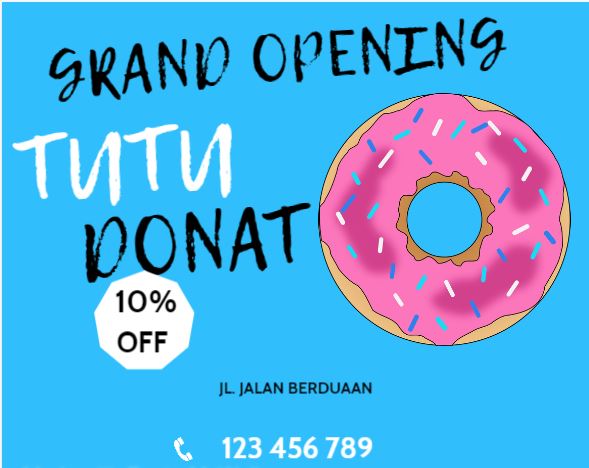 GRAND OPENING
TUTU
DONAT
10%
OFF
JL. JALAN BERDUAAN
123 456 789